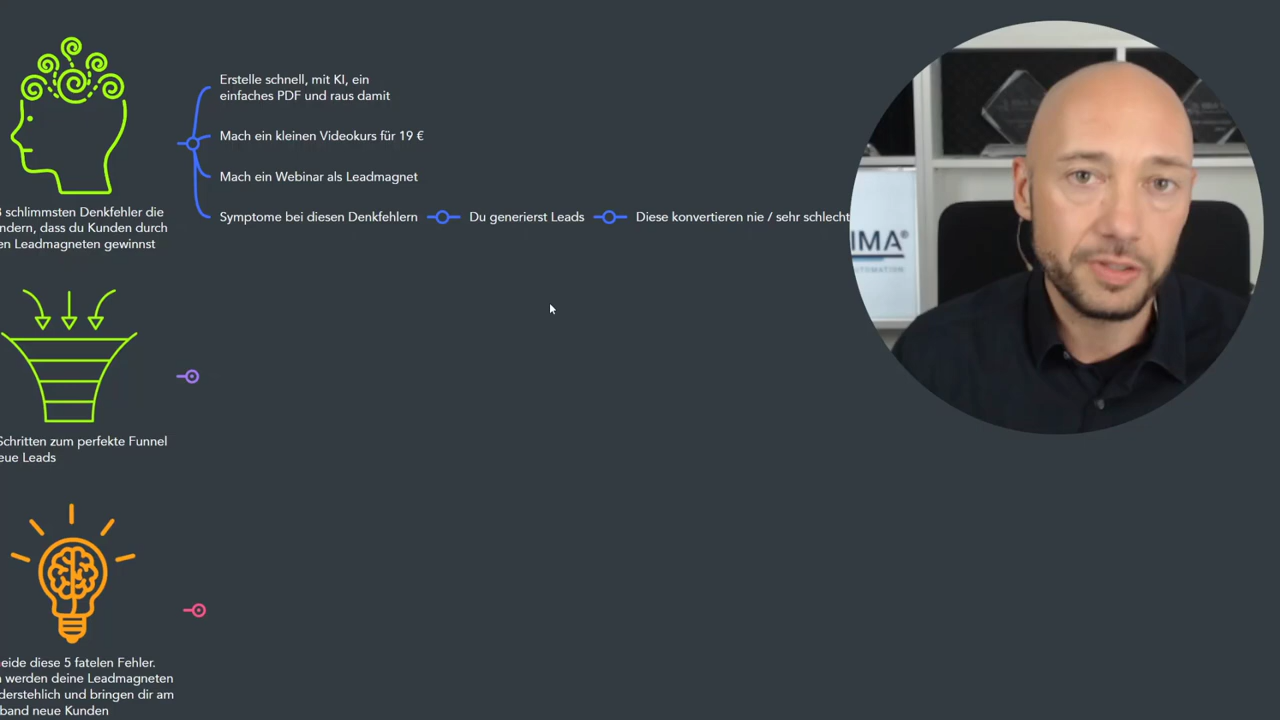 Erstelle schnell, mit KI, ein
einfaches PDF und raus damit
Mach ein kleinen Videokurs für 19 €
Mach ein Webinar als Leadmagnet
Symptome bei diesen Denkfehlern
Du generierst Leads
Diese konvertieren nie / sehr schlecht
schlimmsten Denkfehler die
ndern, dass du Kunden durch
en Leadmagneten gewinnst
IMA®
UTOMATION
Schritten zum perfekte Funnel
eue Leads
eide diese 5 fatelen Fehler.
werden deine Leadmagneten
derstehlich und bringen dir am
band neue Kunden